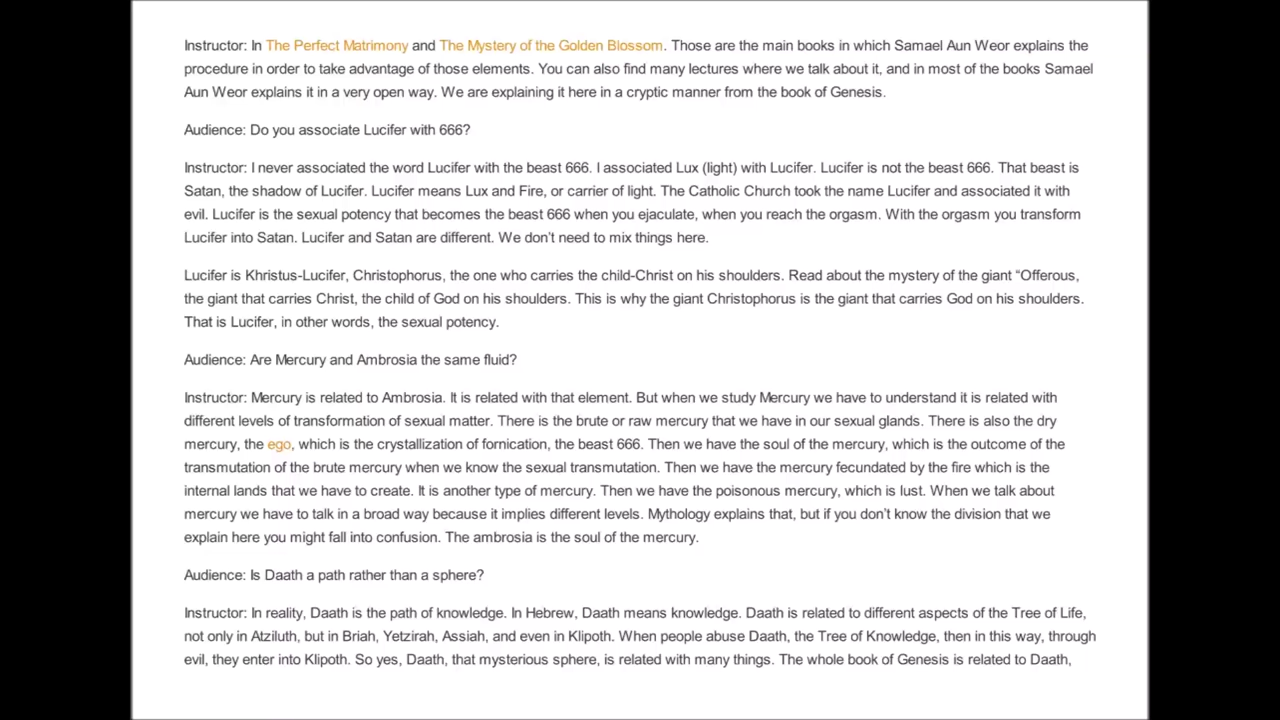 Instructor: In The Perfect Matrimony and The Mystery of the Golden Blossom. Those are the main books in which Samael Aun Weor explains the
procedure in order to take advantage of those elements. You can also find many lectures where we talk about it, and in most of the books Samael
Aun Weor explains it in a very open way. We are explaining it here in a cryptic manner from the book of Genesis.
Audience: Do you associate Lucifer with 666?
Instructor: I never associated the word Lucifer with the beast 666. I associated Lux (light) with Lucifer. Lucifer is not the beast 666. That beast is
Satan, the shadow of Lucifer. Lucifer means Lux and Fire, or carrier of light. The Catholic Church took the name Lucifer and associated it with
evil. Lucifer is the sexual potency that becomes the beast 666 when you ejaculate, when you reach the orgasm. With the orgasm you transform
Lucifer into Satan. Lucifer and Satan are different. We don't need to mix things here.
Lucifer is Khristus-Lucifer, Christophorus, the one who carries the child-Christ on his shoulders. Read about the mystery of the giant “Offerous,
the giant that carries Christ, the child of God on his shoulders. This is why the giant Christophorus is the giant that carries God on his shoulders.
That is Lucifer, in other words, the sexual potency.
Audience: Are Mercury and Ambrosia the same fluid?
Instructor: Mercury is related to Ambrosia. It is related with that element. But when we study Mercury we have to understand it is related with
different levels of transformation of sexual matter. There is the brute or raw mercury that we have in our sexual glands. There is also the dry
mercury, the ego, which is the crystallization of fornication, the beast 666. Then we have the soul of the mercury, which is the outcome of the
transmutation of the brute mercury when we know the sexual transmutation. Then we have the mercury fecundated by the fire which is the
internal lands that we have to create. It is another type of mercury. Then we have the poisonous mercury, which is lust. When we talk about
mercury we have to talk in a broad way because it implies different levels. Mythology explains that, but if you don't know the division that we
explain here you might fall into confusion. The ambrosia is the soul of the mercury.
Audience: Is Daath a path rather than a sphere?
Instructor: In reality, Daath is the path of knowledge. In Hebrew, Daath means knowledge. Daath is related to different aspects of the Tree of Life,
not only in Atziluth, but in Briah, Yetzirah, Assiah, and even in Klipoth. When people abuse Daath, the Tree of Knowledge, then in this way, through
evil, they enter into Klipoth. So yes, Daath, that mysterious sphere, is related with many things. The whole book of Genesis is related to Daath,